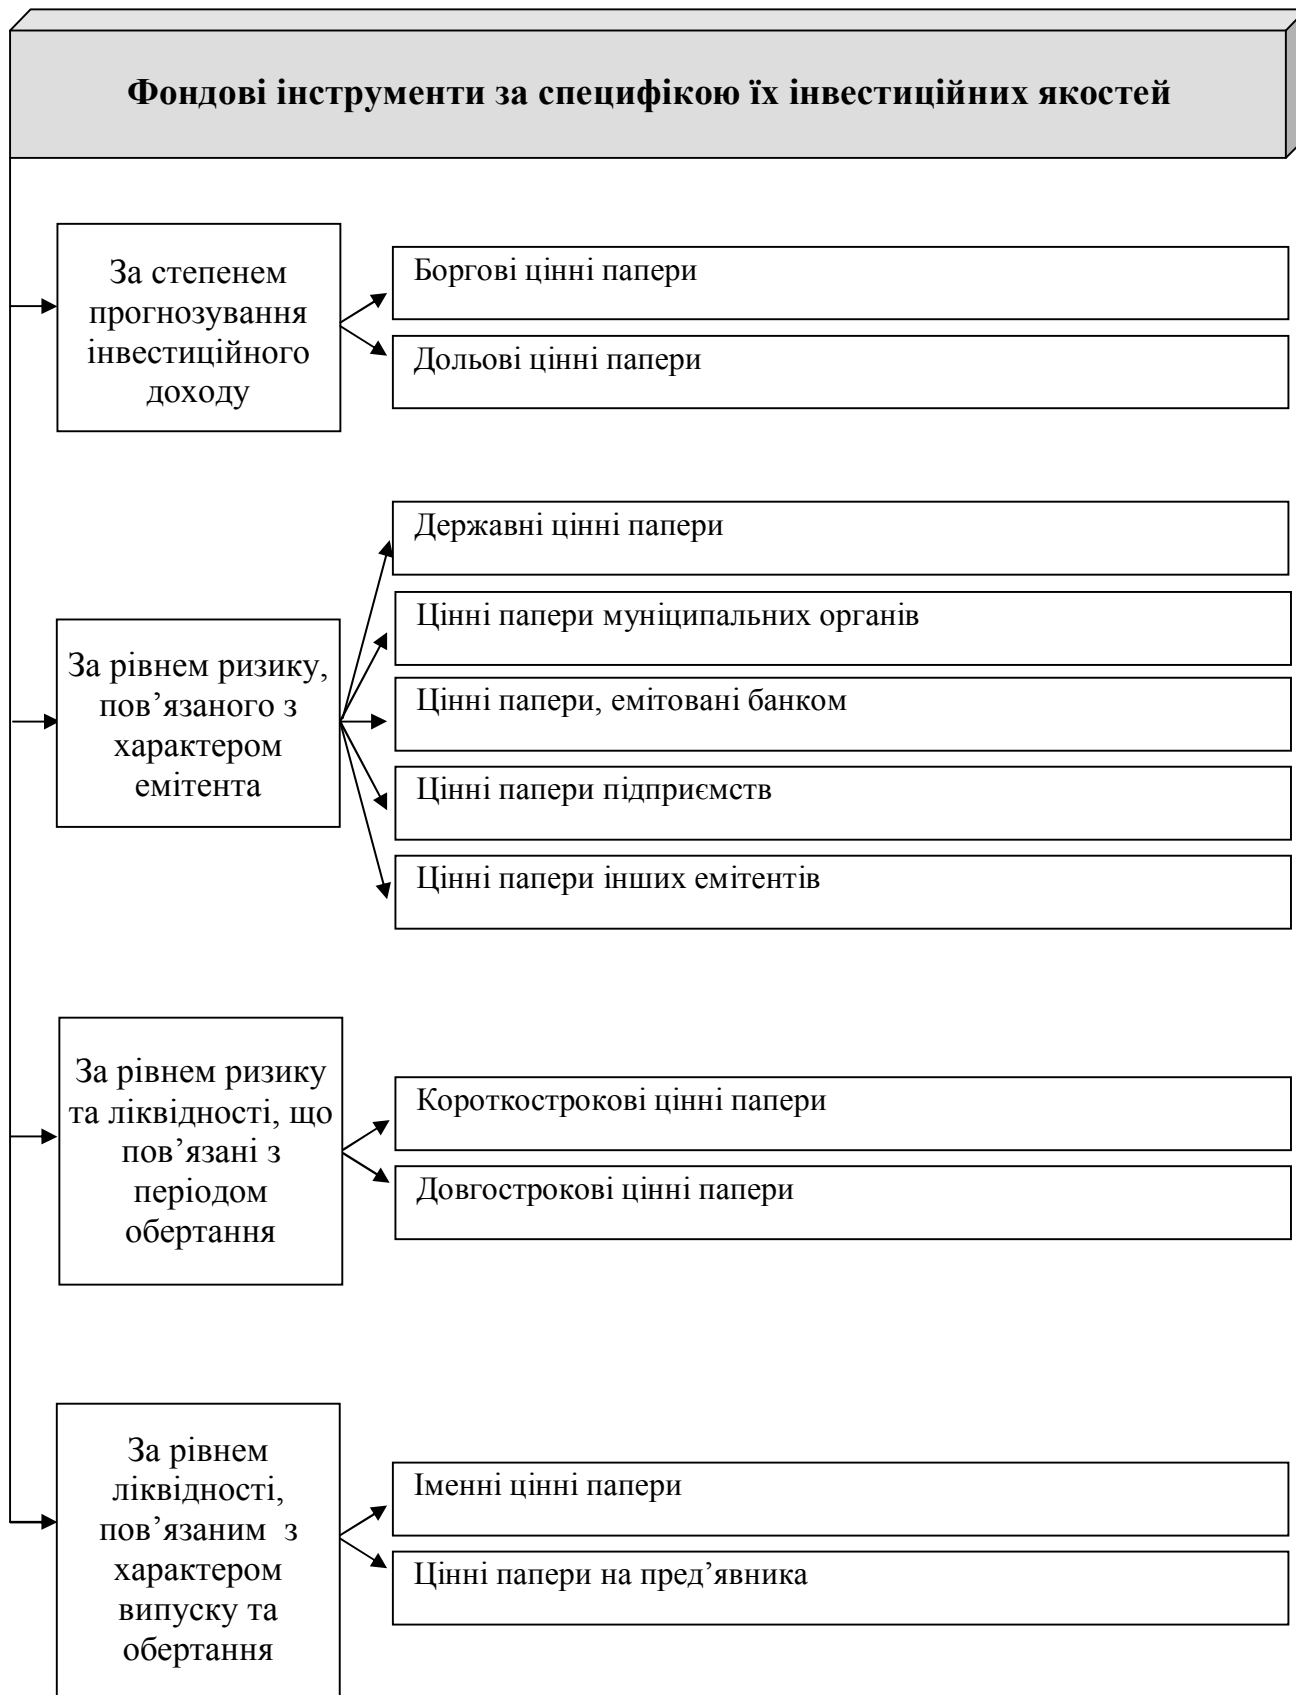 Фондові інструменти за специфікою їх інвестиційних якостей
За степенем
прогнозування
інвестиційного
доходу
Боргові цінні папери
Дольові цінні папери
За рівнем ризику,
пов’язаного з
характером
емітента
Державні цінні папери
Цінні папери муніципальних органів
Цінні папери, емітовані банком
Цінні папери підприємств
Цінні папери інших емітентів
За рівнем ризику
та ліквідності, що
пов’язані з
періодом
обертання
Короткострокові цінні папери
Довгострокові цінні папери
За рівнем
ліквідності,
пов’язаним з
характером
випуску та
обертання
Іменні цінні папери
Цінні папери на пред’явника